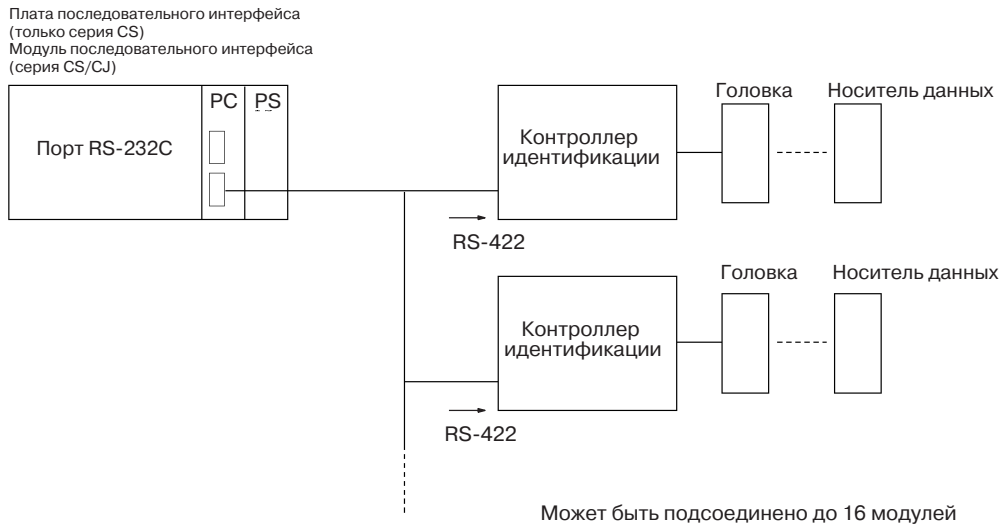 Плата последовательного интерфейса
(только серия CS)
Модуль последовательного интерфейса
(серия CS/CJ)
Порт RS-232C
PC
PS
Контроллер
идентификации
Головка
Носитель данных
RS-422
Контроллер
идентификации
Головка
Носитель данных
RS-422
Может быть подсоединено до 16 модулей